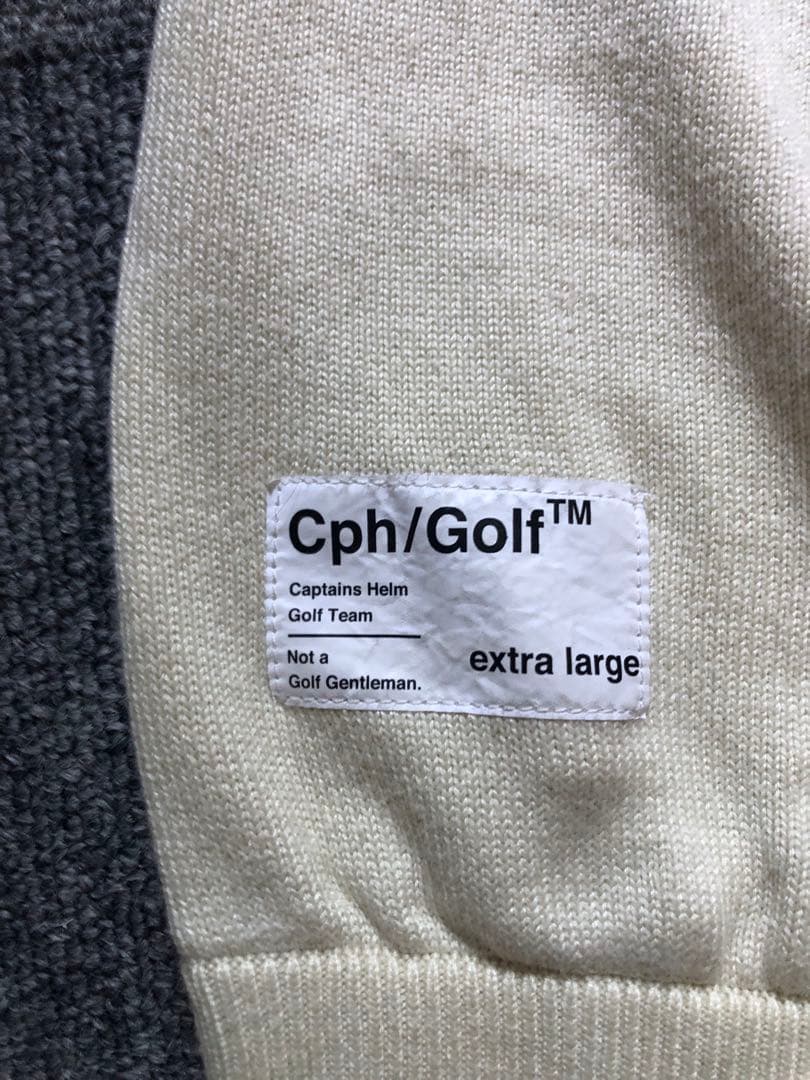 Cph/Golf™
Captains Helm
Golf Team
Not a
Golf Gentleman.
extra large